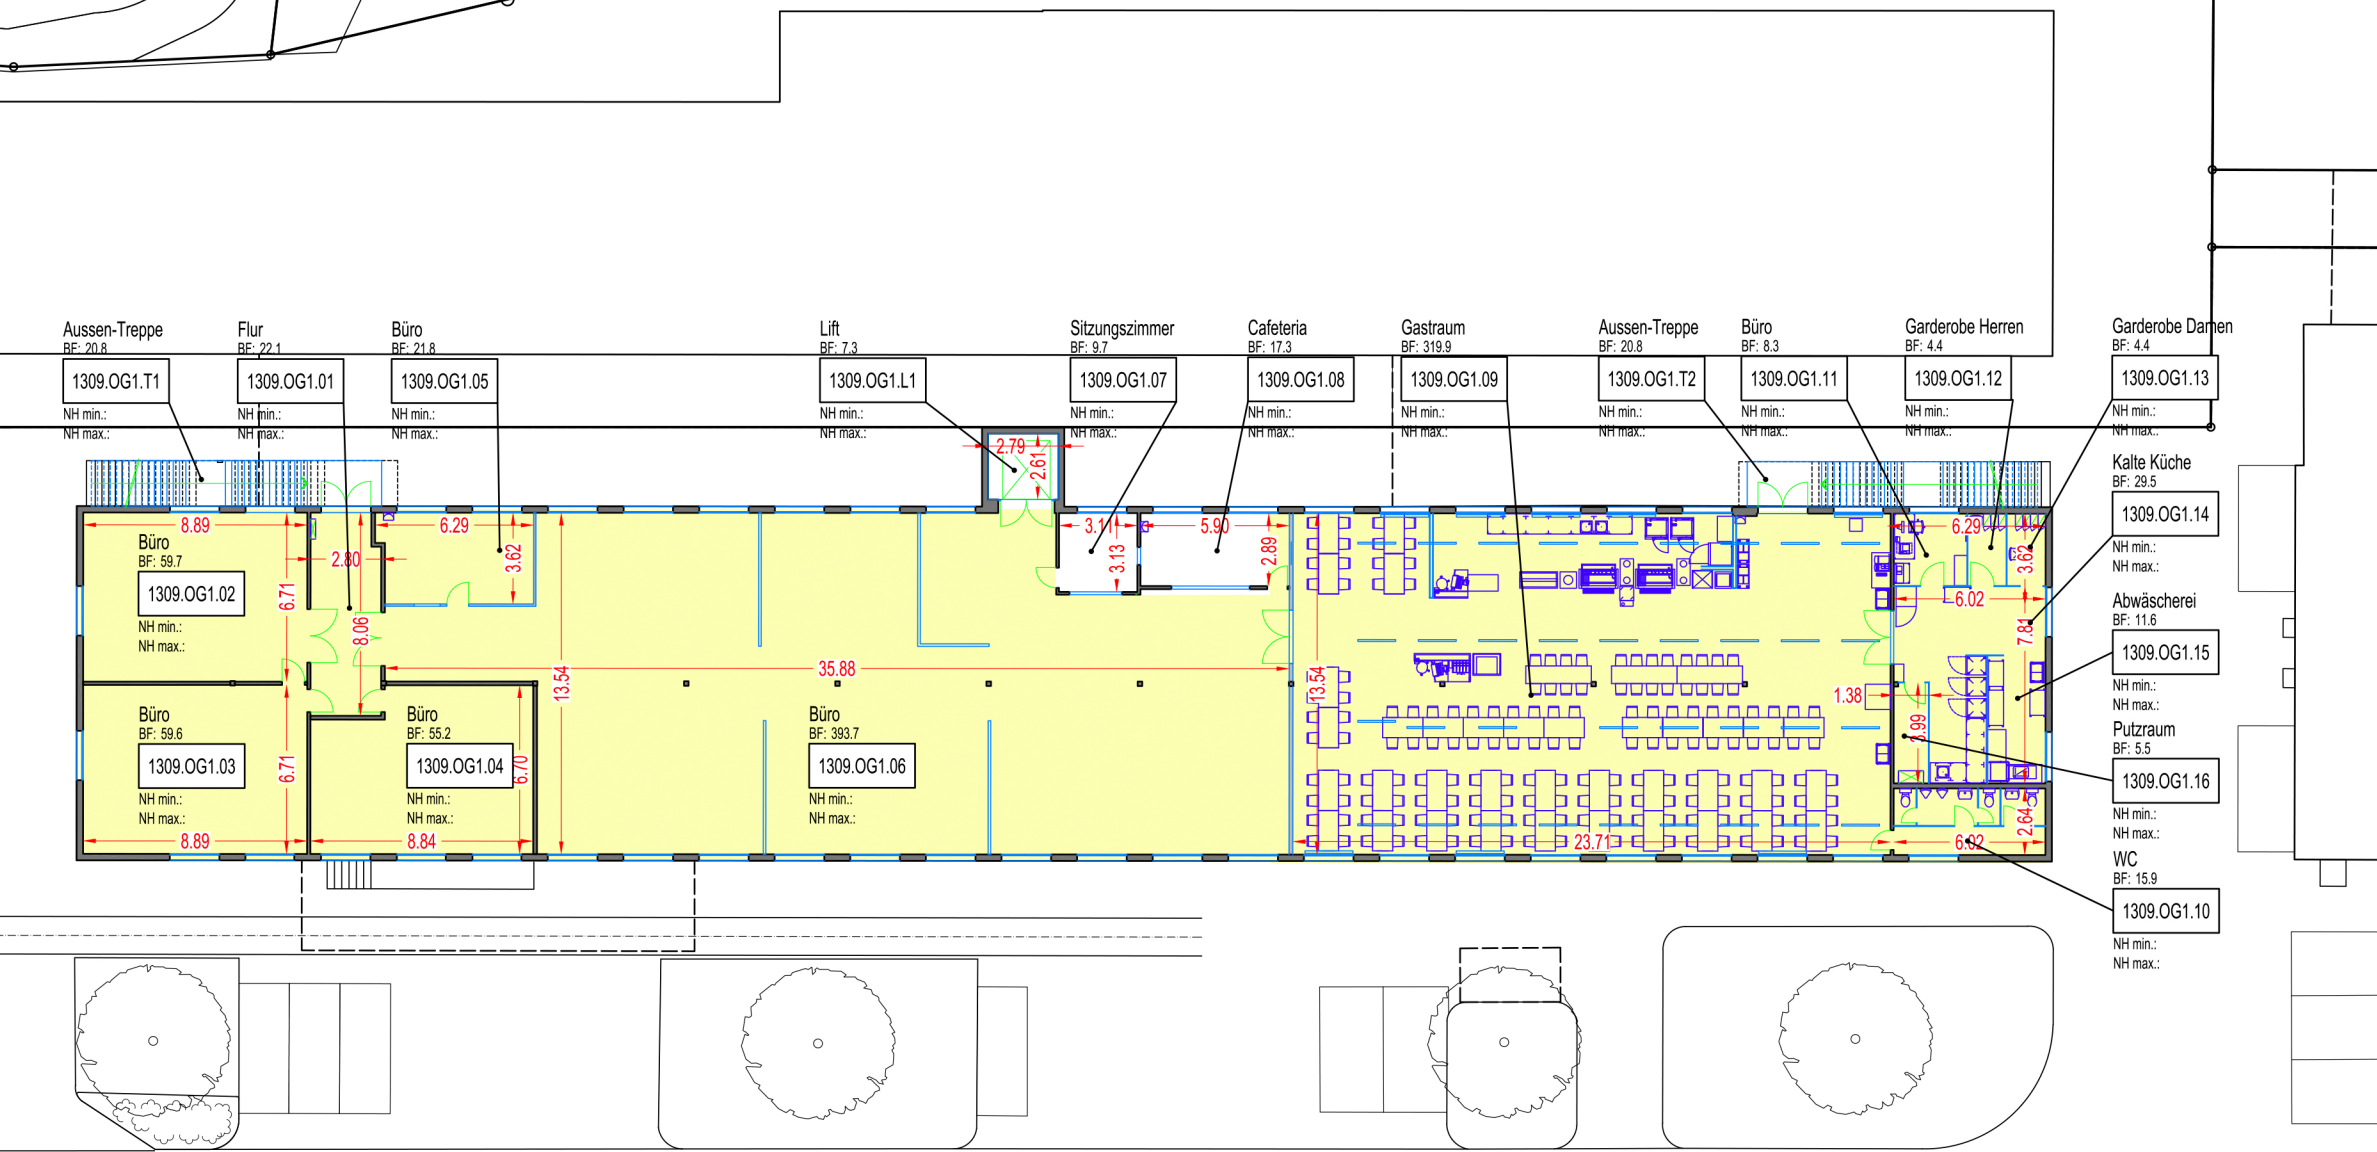 Aussen-Treppe
BF: 20.8
1309.OG1.T1
NH min.:
NH max.:
Flur
BF: 22.1
1309.OG1.01
NH min.:
NH max.:
Büro
BF: 21.8
1309.OG1.05
NH min.:
NH max.:
Lift
BF: 7.3
1309.OG1.L1
NH min.:
NH max.:
Sitzungszimmer
BF: 9.7
1309.OG1.07
NH min.:
NH max.:
Cafeteria
BF: 17.3
1309.OG1.08
NH min.:
NH max.:
Gastraum
BF: 319.9
1309.OG1.09
NH min.:
NH max.:
Aussen-Treppe
BF: 20.8
1309.OG1.T2
NH min.:
NH max.:
Büro
BF: 8.3
1309.OG1.11
NH min.:
NH max.:
Garderobe Herren
BF: 4.4
1309.OG1.12
NH min.:
NH max.:
Garderobe Damen
BF: 4.4
1309.OG1.13
NH min.:
NH max.:
Kalte Küche
BF: 29.5
1309.OG1.14
NH min.:
NH max.:
Abwäscherei
BF: 11.6
1309.OG1.15
NH min.:
NH max.:
Putzraum
BF: 5.5
1309.OG1.16
NH min.:
NH max.:
WC
BF: 15.9
1309.OG1.10
NH min.:
NH max.:
2.79
2.61
8.89
6.29
3.11
5.90
6.29
Büro
BF: 59.7
1309.OG1.02
NH min.:
NH max.:
2.80
3.62
3.13
2.89
3.62
6.71
8.06
6.02
7.81
35.88
13.54
13.54
1.38
3.99
Büro
BF: 59.6
1309.OG1.03
NH min.:
NH max.:
6.71
Büro
BF: 55.2
1309.OG1.04
NH min.:
NH max.:
6.70
Büro
BF: 393.7
1309.OG1.06
NH min.:
NH max.:
8.89
8.84
23.71
6.02
2.64